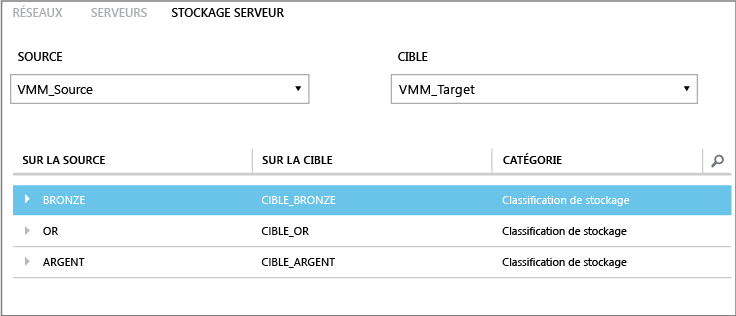 RÉSEAUX SERVEURS STOCKAGE SERVEUR
SOURCE CIBLE
VMM_Source VMM_Target
SUR LA SOURCE SUR LA CIBLE CATÉGORIE
BRONZE CIBLE_BRONZE Classification de stockage
OR CIBLE_OR Classification de stockage
ARGENT CIBLE_ARGENT Classification de stockage